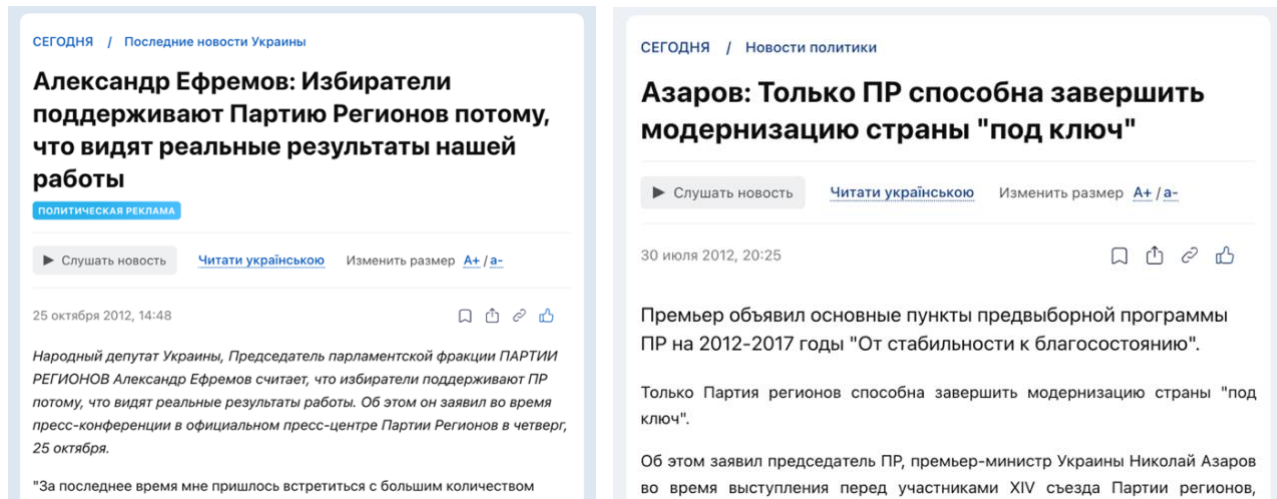 СЕГОДНЯ / Последние новости Украины
Александр Ефремов: Избиратели
поддерживают Партию Регионов потому,
что видят реальные результаты нашей
работы
ПОЛИТИЧЕСКАЯ РЕКЛАМА
Слушать новость Читати українською Изменить размер A+ / a-
25 октября 2012, 14:48
Народный депутат Украины, Председатель парламентской фракции ПАРТИИ
РЕГИОНОВ Александр Ефремов считает, что избиратели поддерживают ПР
потому, что видят реальные результаты работы. Об этом он заявил во время
пресс-конференции в официальном пресс-центре Партии Регионов в четверг,
25 октября.
"За последнее время мне пришлось встретиться с большим количеством
СЕГОДНЯ / Новости политики
Азаров: Только ПР способна завершить
модернизацию страны "под ключ"
Слушать новость Читати українською Изменить размер A+ / a-
30 июля 2012, 20:25
Премьер объявил основные пункты предвыборной программы
ПР на 2012-2017 годы "От стабильности к благосостоянию".
Только Партия регионов способна завершить модернизацию страны "под
ключ".
Об этом заявил председатель ПР, премьер-министр Украины Николай Азаров
во время выступления перед участниками XIV съезда Партии регионов,